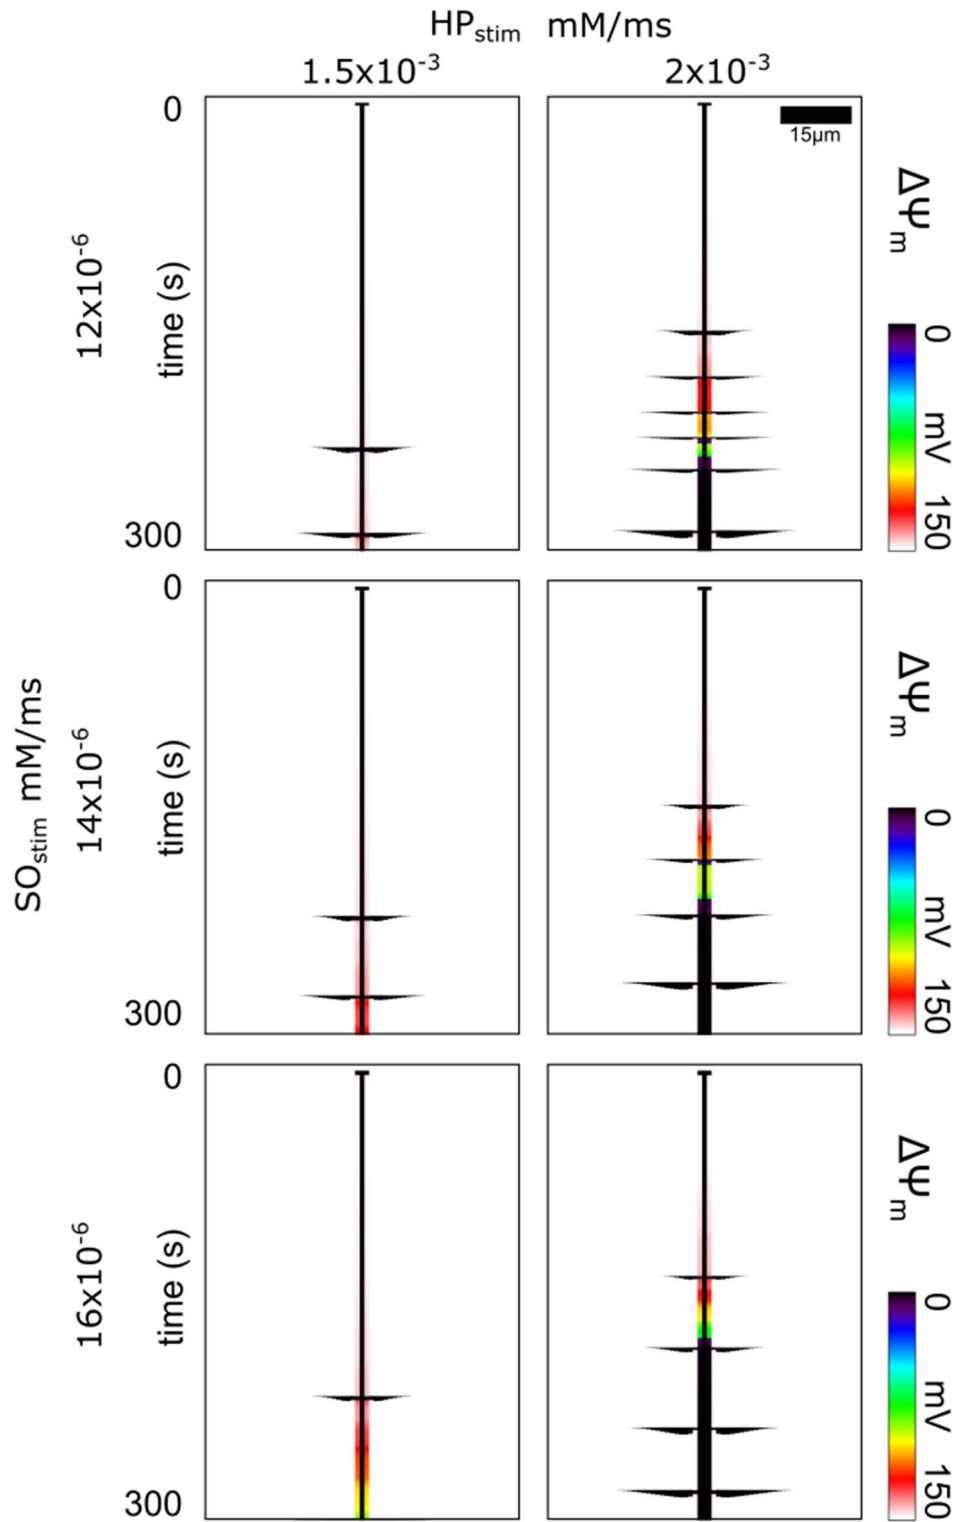 HPstim mM/ms
1.5x10-3 2x10-3
SOstim mM/ms
12x10-6
time (s)
0
300
15µm
ΔΨm
0 mV 150
14x10-6
time (s)
0
300
ΔΨm
0 mV 150
16x10-6
time (s)
0
300
ΔΨm
0 mV 150